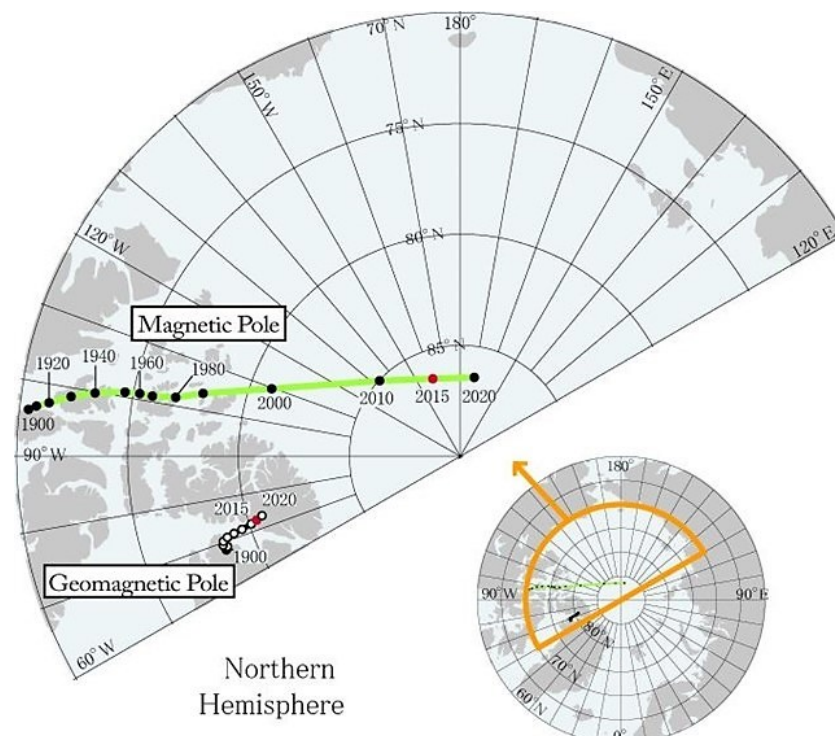 70°N
180°
150°W
150°E
75°N
120°W
80°N
120°E
Magnetic Pole
85°N
1920
1940
1960
1980
2000
2010
2015
2020
1900
90°W
2015
2020
1900
Geomagnetic Pole
60°W
Northern
Hemisphere
180°
90°W
90°E
80°N
70°N
60°N
0°